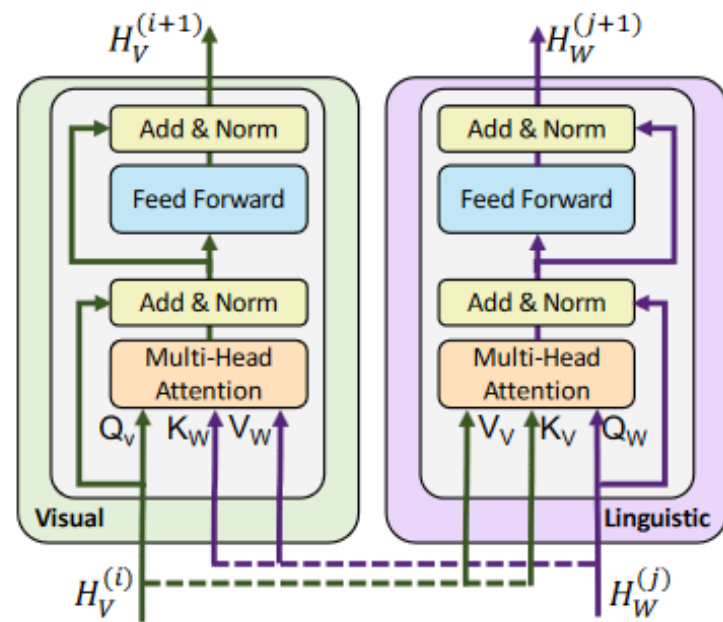 H_V^{(i+1)}
H_W^{(j+1)}
Add & Norm
Add & Norm
Feed Forward
Feed Forward
Add & Norm
Add & Norm
Multi-Head
Attention
Multi-Head
Attention
Q_v K_W V_W
V_V K_V Q_W
Visual
Linguistic
H_V^{(i)}
H_W^{(j)}